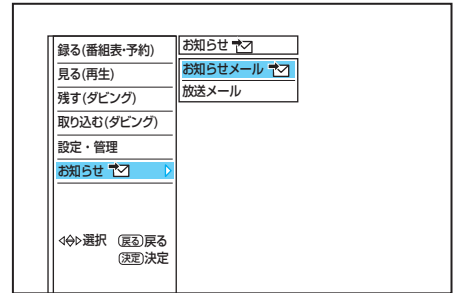 録る(番組表･予約)
見る(再生)
残す(ダビング)
取り込む(ダビング)
設定・管理
お知らせ
選択 戻る戻る
決定決定
お知らせ
お知らせメール
放送メール